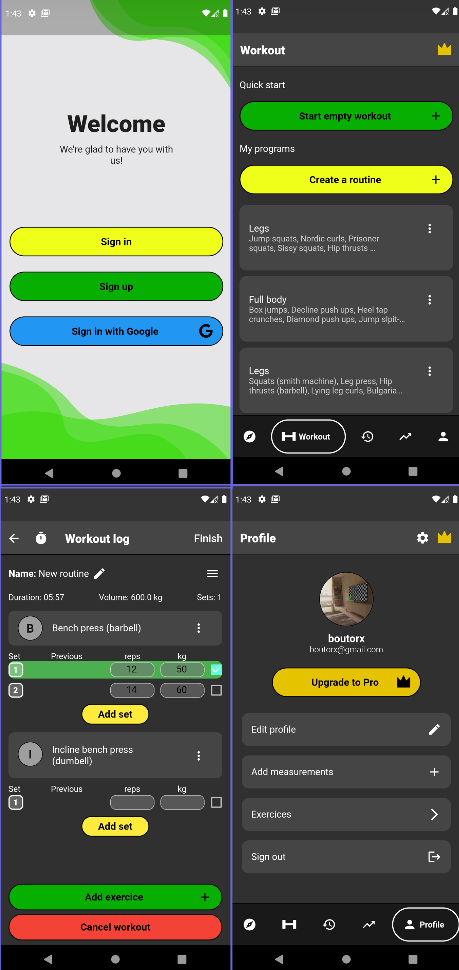 1:43
Welcome
We're glad to have you with
us!
Sign in
Sign up
Sign in with Google
1:43
Workout
Quick start
Start empty workout
My programs
Create a routine
Legs
Jump squats, Nordic curls, Prisoner
squats, Sissy squats, Hip thrusts ...
Full body
Box jumps, Decline push ups, Heel tap
crunches, Diamond push ups, Jump slpit-...
Legs
Squats (smith machine), Leg press, Hip
thrusts (barbell), Lying leg curls, Bulgaria...
Workout
1:43
Workout log Finish
Name: New routine
Duration: 05:57 Volume: 600.0 kg Sets: 1
B Bench press (barbell)
Set Previous reps kg
1 12 50
2 14 60
Add set
I Incline bench press
(dumbell)
Set Previous reps kg
1
Add set
Add exercice
Cancel workout
1:43
Profile
boutorx
boutorx@gmail.com
Upgrade to Pro
Edit profile
Add measurements
Exercices
Sign out
Profile